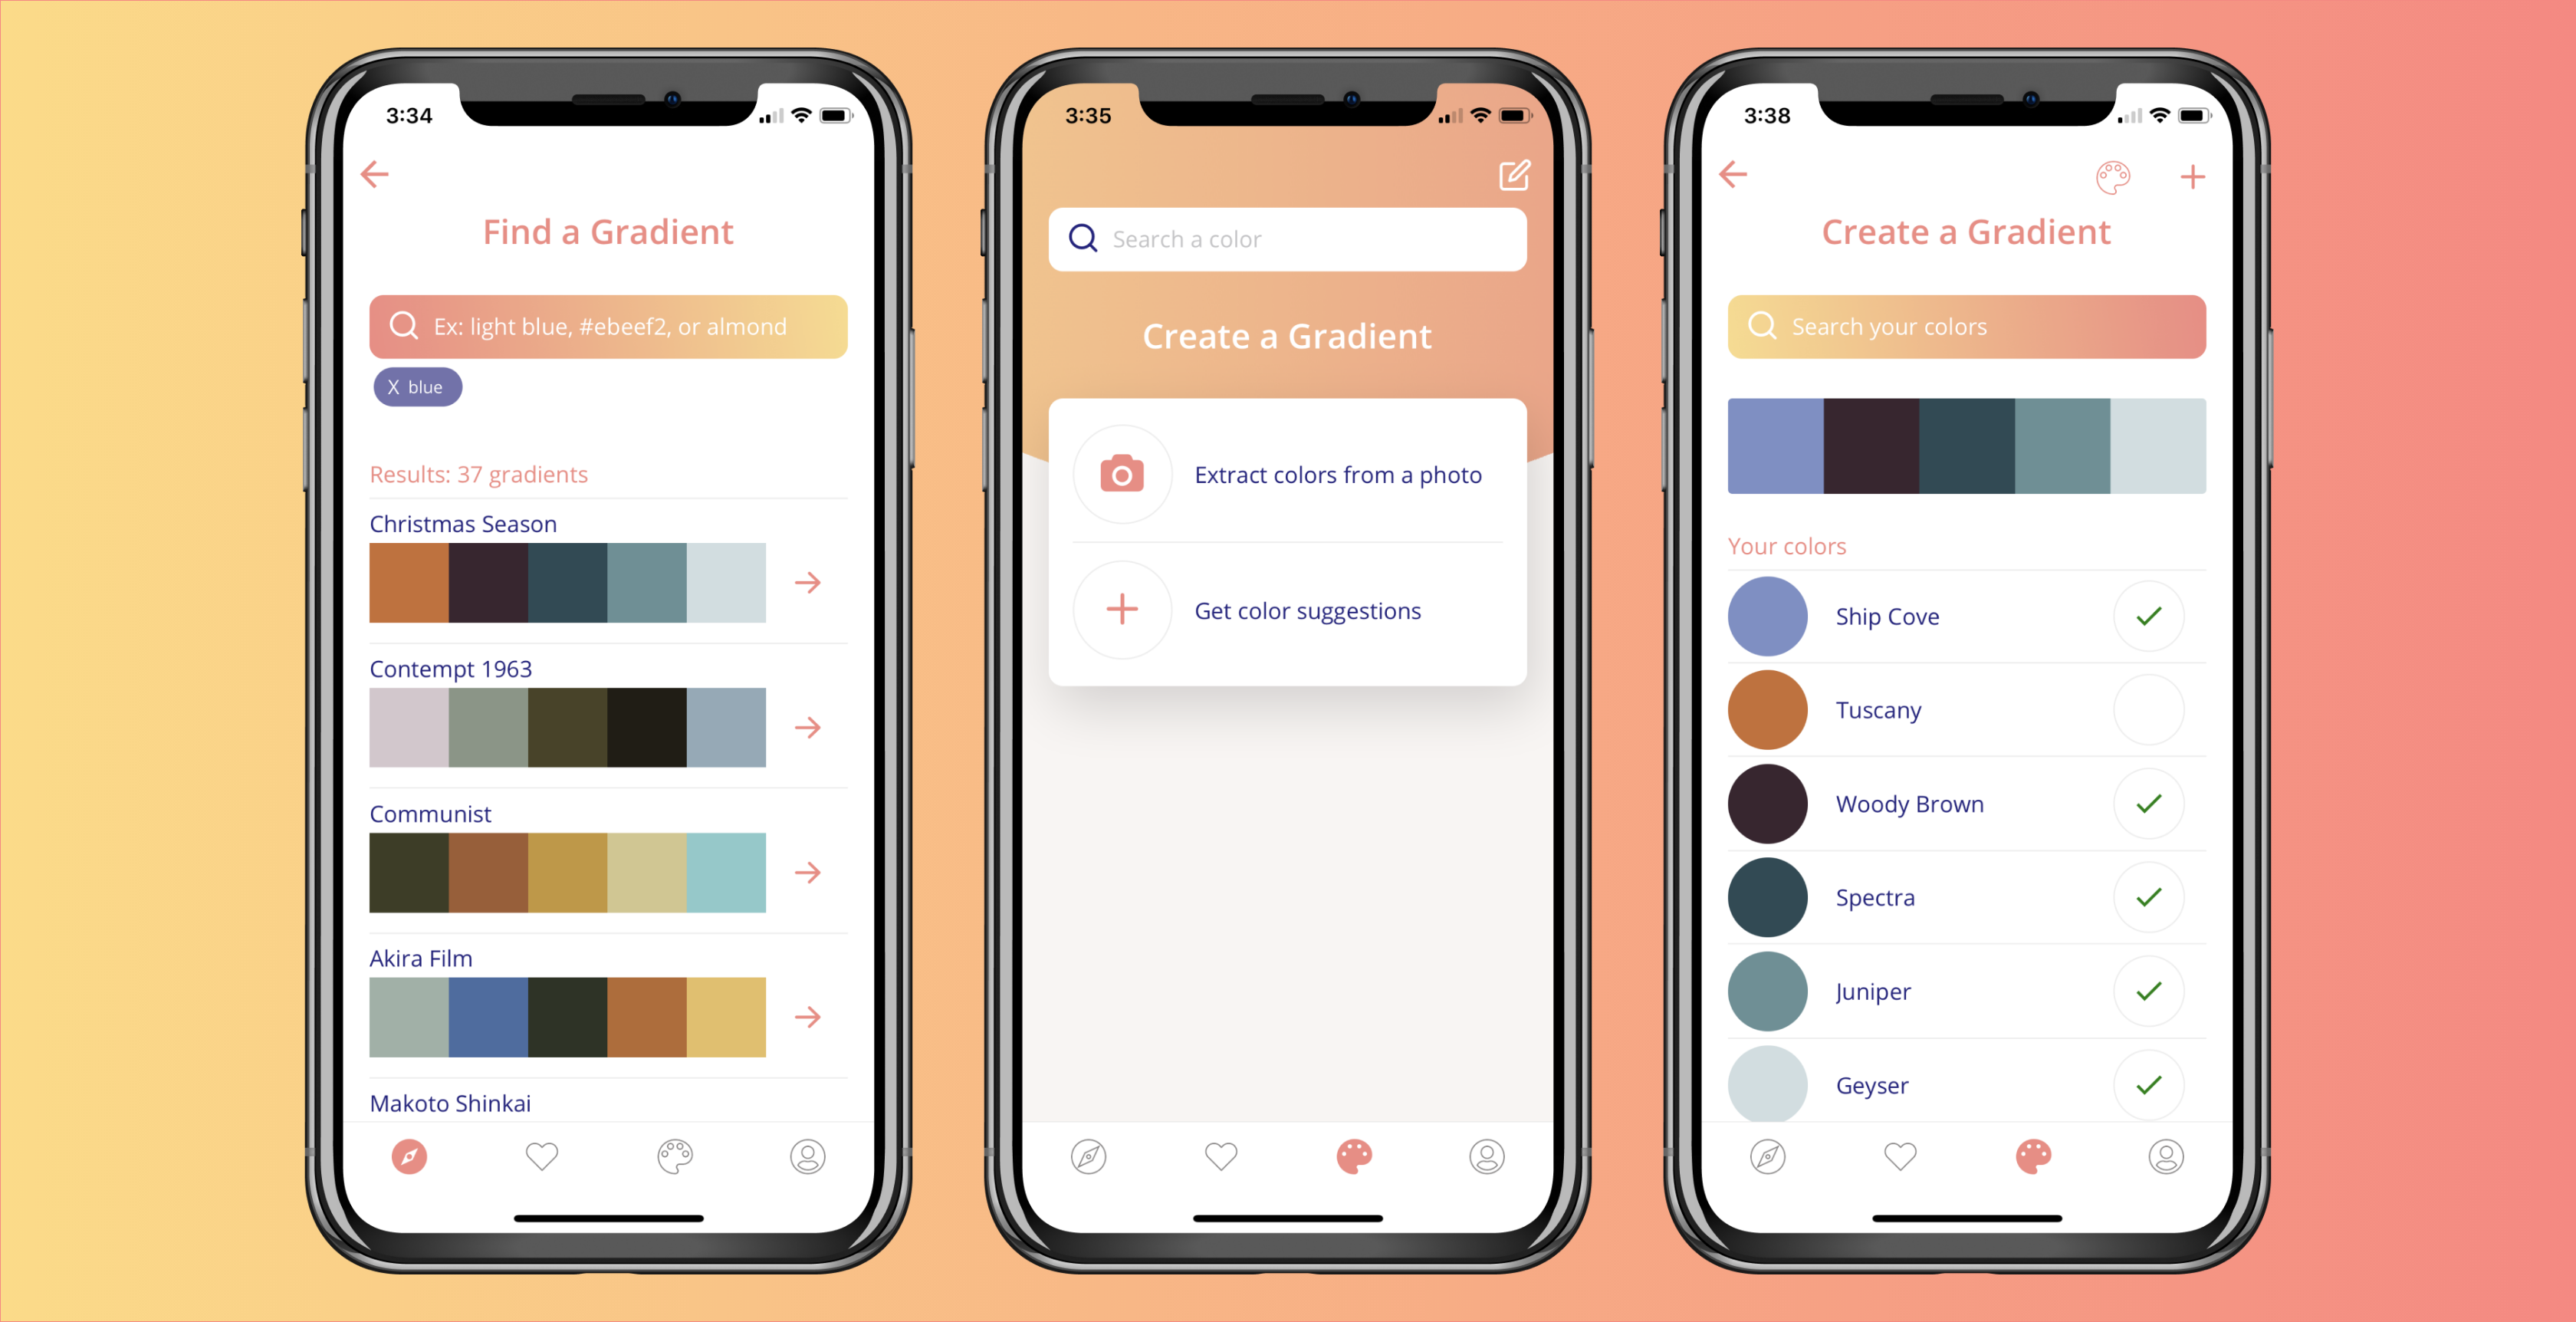 3:34
Find a Gradient
Ex: light blue, #ebeef2, or almond
X blue
Results: 37 gradients
Christmas Season
Contempt 1963
Communist
Akira Film
Makoto Shinkai
3:35
Search a color
Create a Gradient
Extract colors from a photo
Get color suggestions
3:38
Create a Gradient
Search your colors
Your colors
Ship Cove
Tuscany
Woody Brown
Spectra
Juniper
Geyser